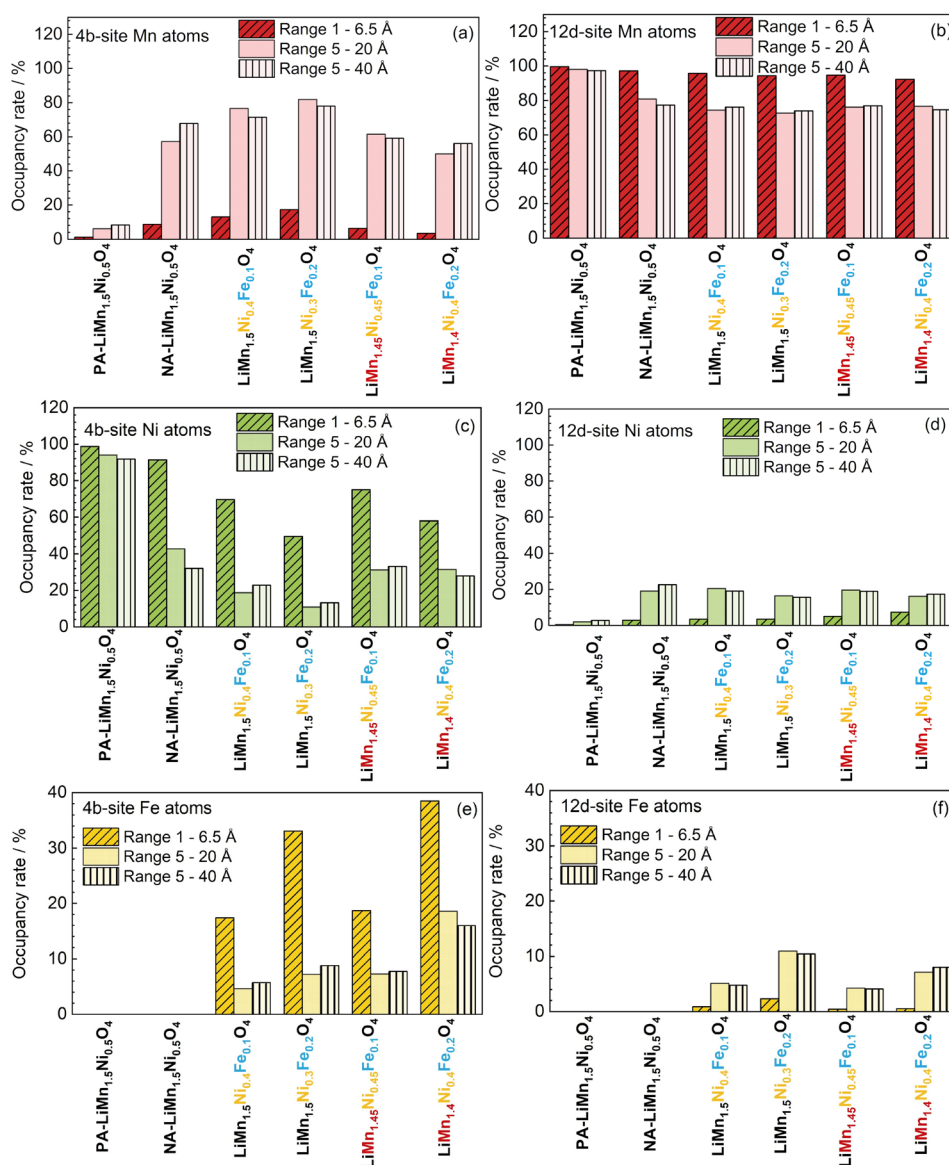 4b-site Mn atoms
(a)
Range 1 - 6.5 Å
Range 5 - 20 Å
Range 5 - 40 Å
Occupancy rate / %
120
100
80
60
40
20
0
PA-LiMn1.5Ni0.5O4
NA-LiMn1.5Ni0.5O4
LiMn1.5Ni0.4Fe0.1O4
LiMn1.5Ni0.3Fe0.2O4
LiMn1.45Ni0.45Fe0.1O4
LiMn1.4Ni0.4Fe0.2O4
12d-site Mn atoms
(b)
Range 1 - 6.5 Å
Range 5 - 20 Å
Range 5 - 40 Å
Occupancy rate / %
120
100
80
60
40
20
0
PA-LiMn1.5Ni0.5O4
NA-LiMn1.5Ni0.5O4
LiMn1.5Ni0.4Fe0.1O4
LiMn1.5Ni0.3Fe0.2O4
LiMn1.45Ni0.45Fe0.1O4
LiMn1.4Ni0.4Fe0.2O4
4b-site Ni atoms
(c)
Range 1 - 6.5 Å
Range 5 - 20 Å
Range 5 - 40 Å
Occupancy rate / %
120
100
80
60
40
20
0
PA-LiMn1.5Ni0.5O4
NA-LiMn1.5Ni0.5O4
LiMn1.5Ni0.4Fe0.1O4
LiMn1.5Ni0.3Fe0.2O4
LiMn1.45Ni0.45Fe0.1O4
LiMn1.4Ni0.4Fe0.2O4
12d-site Ni atoms
(d)
Range 1 - 6.5 Å
Range 5 - 20 Å
Range 5 - 40 Å
Occupancy rate / %
120
100
80
60
40
20
0
PA-LiMn1.5Ni0.5O4
NA-LiMn1.5Ni0.5O4
LiMn1.5Ni0.4Fe0.1O4
LiMn1.5Ni0.3Fe0.2O4
LiMn1.45Ni0.45Fe0.1O4
LiMn1.4Ni0.4Fe0.2O4
4b-site Fe atoms
(e)
Range 1 - 6.5 Å
Range 5 - 20 Å
Range 5 - 40 Å
Occupancy rate / %
40
30
20
10
0
PA-LiMn1.5Ni0.5O4
NA-LiMn1.5Ni0.5O4
LiMn1.5Ni0.4Fe0.1O4
LiMn1.5Ni0.3Fe0.2O4
LiMn1.45Ni0.45Fe0.1O4
LiMn1.4Ni0.4Fe0.2O4
12d-site Fe atoms
(f)
Range 1 - 6.5 Å
Range 5 - 20 Å
Range 5 - 40 Å
Occupancy rate / %
40
30
20
10
0
PA-LiMn1.5Ni0.5O4
NA-LiMn1.5Ni0.5O4
LiMn1.5Ni0.4Fe0.1O4
LiMn1.5Ni0.3Fe0.2O4
LiMn1.45Ni0.45Fe0.1O4
LiMn1.4Ni0.4Fe0.2O4